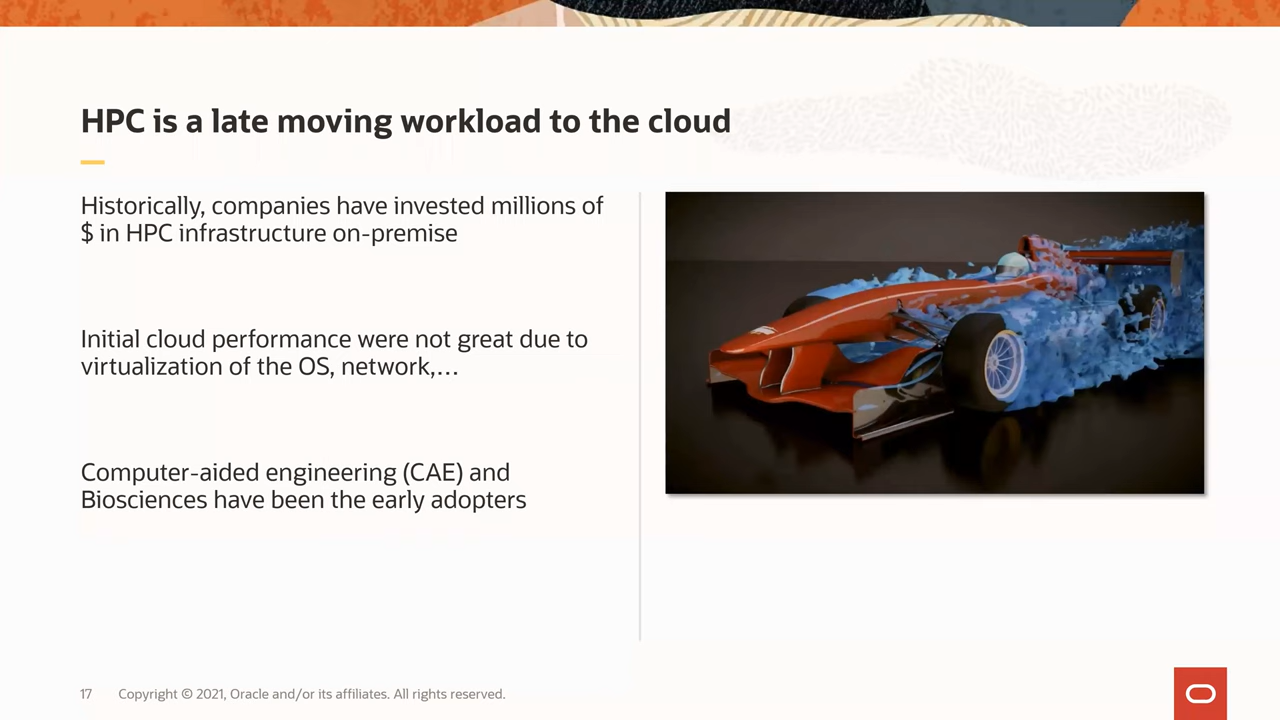 HPC is a late moving workload to the cloud
Historically, companies have invested millions of
$ in HPC infrastructure on-premise
Initial cloud performance were not great due to
virtualization of the OS, network,…
Computer-aided engineering (CAE) and
Biosciences have been the early adopters
17 Copyright © 2021, Oracle and/or its affiliates. All rights reserved.